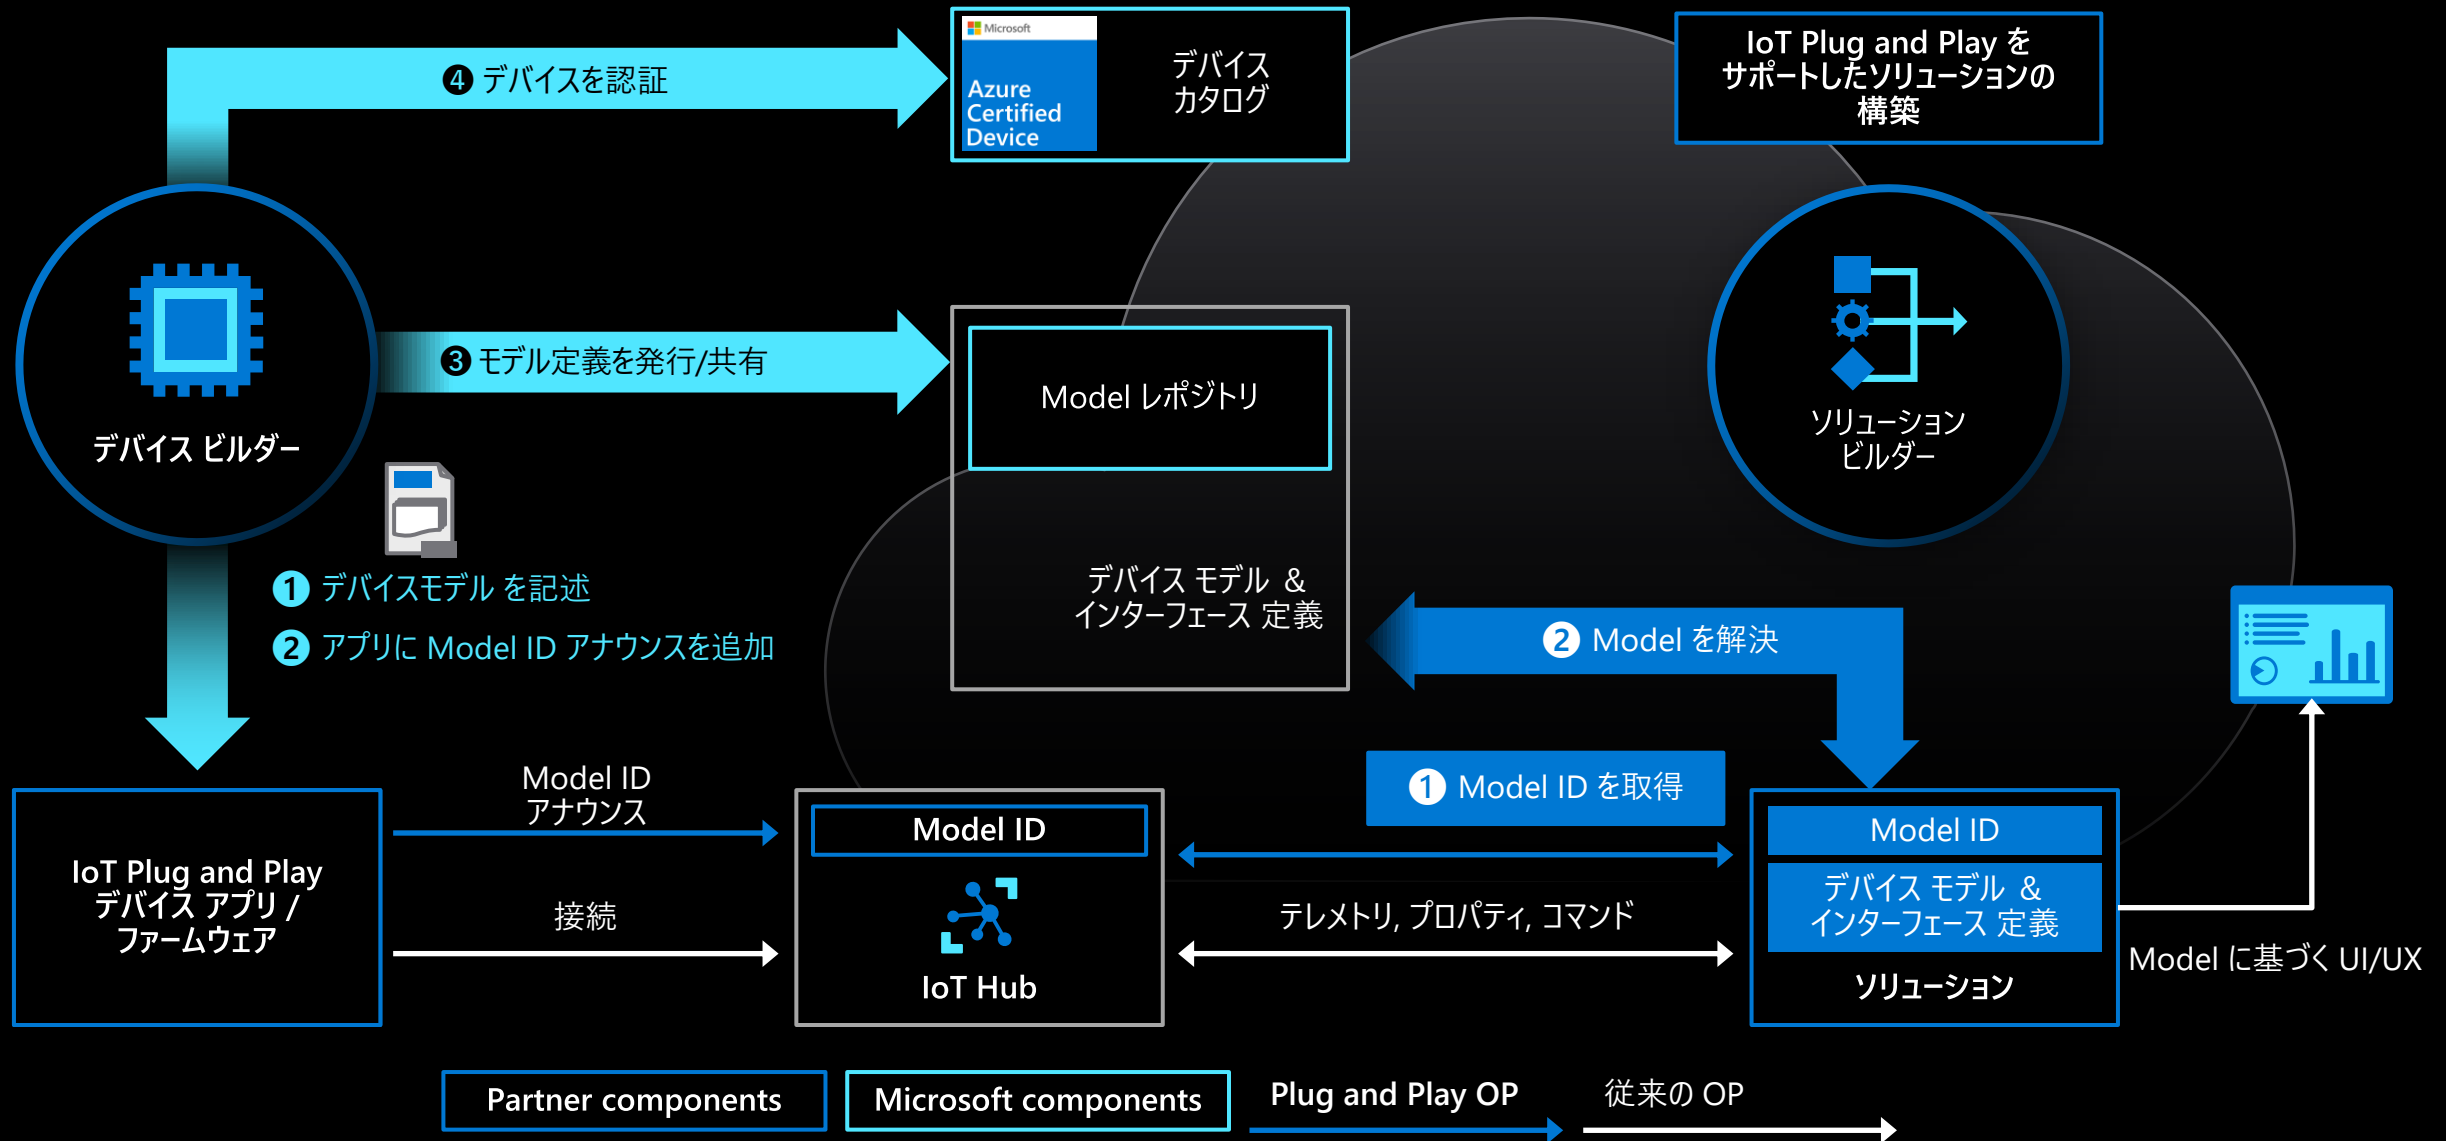 ❹ デバイスを認証
Microsoft
Azure
Certified
Device
デバイス
カタログ
IoT Plug and Play を
サポートしたソリューションの
構築
デバイス ビルダー
❸ モデル定義を発行/共有
Model レポジトリ
デバイス モデル &
インターフェース 定義
ソリューション
ビルダー
❶ デバイスモデル を記述
❷ アプリに Model ID アナウンスを追加
❷ Model を解決
❶ Model ID を取得
Model ID
アナウンス
接続
IoT Plug and Play
デバイス アプリ /
ファームウェア
Model ID
IoT Hub
テレメトリ, プロパティ, コマンド
Model ID
デバイス モデル &
インターフェース 定義
ソリューション
Model に基づく UI/UX
Partner components
Microsoft components
Plug and Play OP
従来の OP